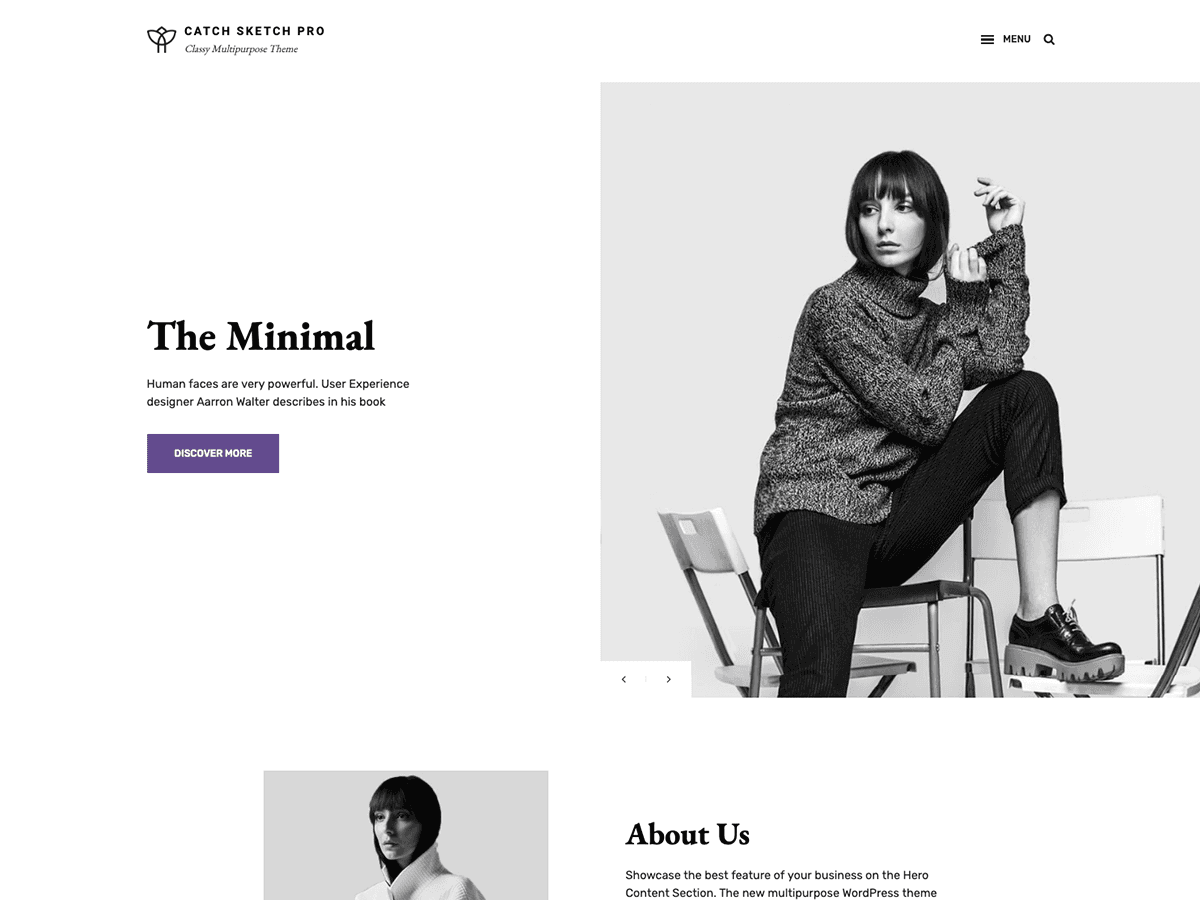 CATCH SKETCH PRO
Classy Multipurpose Theme
MENU
The Minimal
Human faces are very powerful. User Experience
designer Aarron Walter describes in his book
DISCOVER MORE
About Us
Showcase the best feature of your business on the Hero
Content Section. The new multipurpose WordPress theme